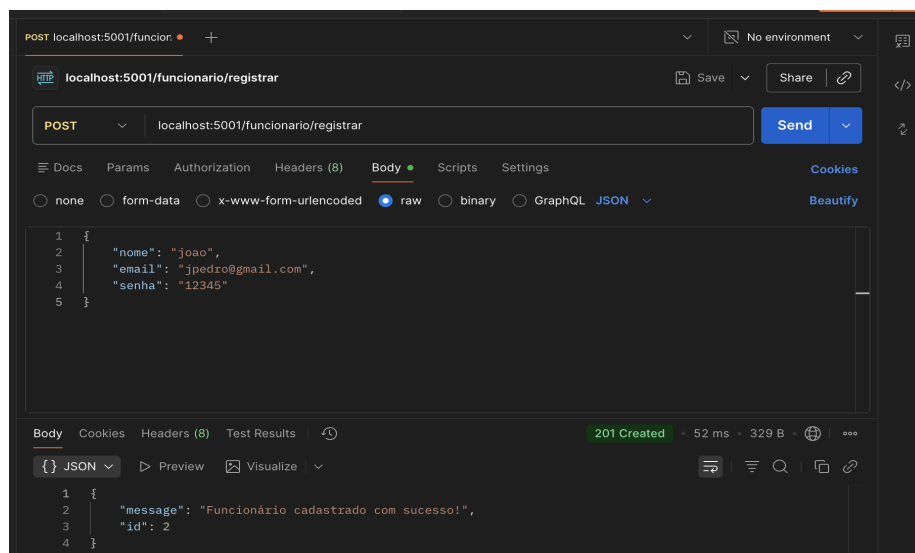 POST localhost:5001/funcion
No environment
HTTP localhost:5001/funcionario/registrar
Save Share
POST localhost:5001/funcionario/registrar Send
Docs Params Authorization Headers (8) Body Scripts Settings Cookies
none form-data x-www-form-urlencoded raw binary GraphQL JSON Beautify
1 {
2 "nome": "joao",
3 "email": "jpedro@gmail.com",
4 "senha": "12345"
5 }
Body Cookies Headers (8) Test Results 201 Created 52 ms 329 B
{} JSON Preview Visualize
1 {
2 "message": "Funcionário cadastrado com sucesso!",
3 "id": 2
4 }